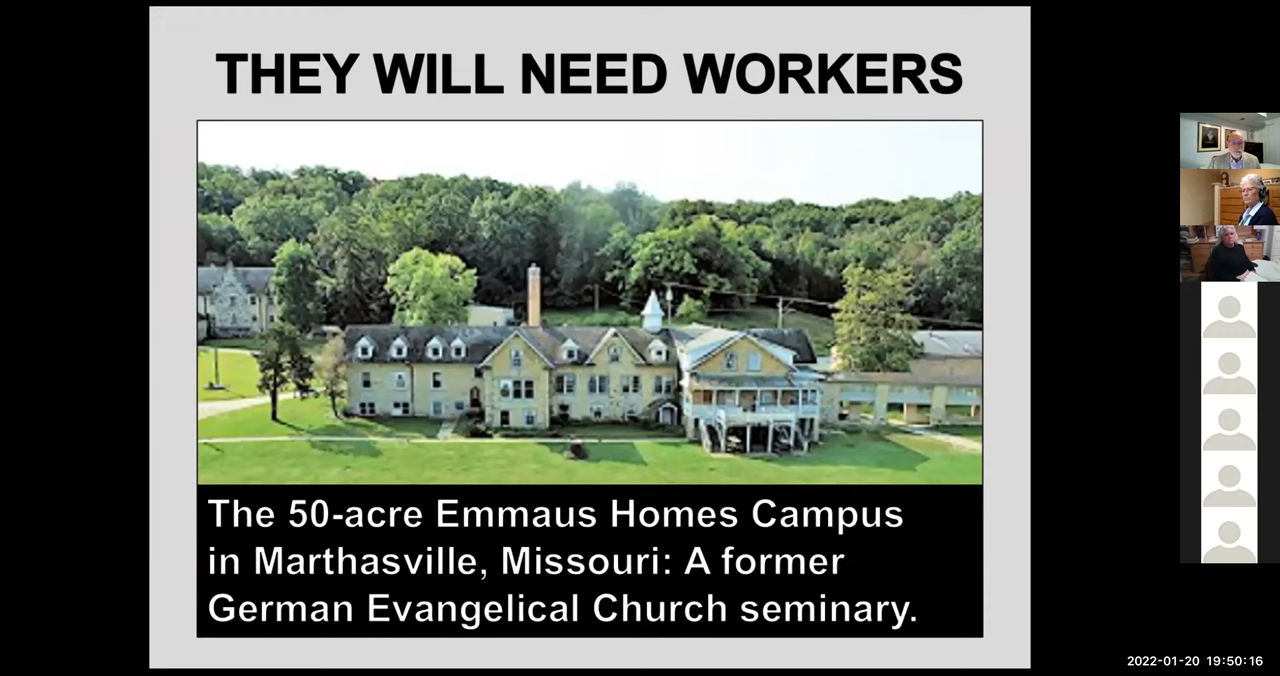 THEY WILL NEED WORKERS
The 50-acre Emmaus Homes Campus
in Marthasville, Missouri: A former
German Evangelical Church seminary.
2022-01-20 19:50:16